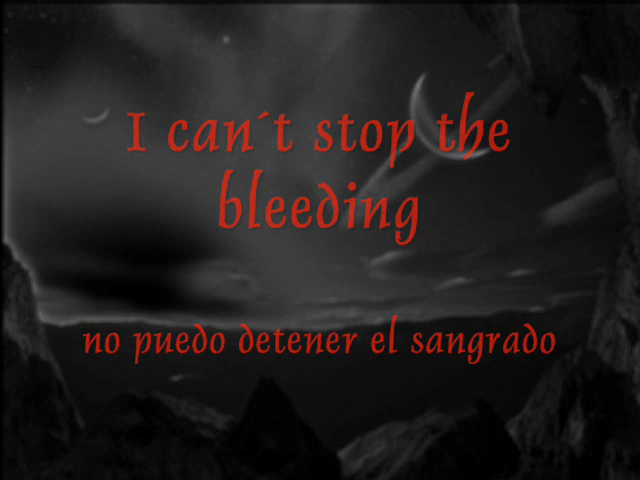 I can´t stop the
bleeding
no puedo detener el sangrado